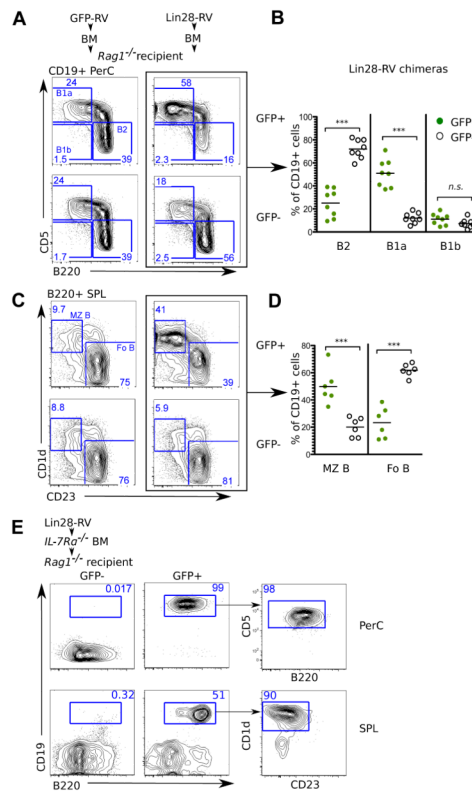 A
GFP-RV
Lin28-RV
BM
BM
Rag1-/- recipient
CD19+ PerC
24
B1a
B2
B1b
1.5
39
58
2.3
16
GFP+
24
1.7
39
18
2.5
56
GFP-
CD5
B220
B
Lin28-RV chimeras
GFP
GFP-
% of CD19+ cells
100
80
60
40
20
0
***
***
n.s.
B2
B1a
B1b
C
B220+ SPL
9.7
MZ B
Fo B
75
41
39
GFP+
8.8
76
5.9
81
GFP-
CD1d
CD23
D
% of CD19+ cells
80
60
40
20
0
***
***
MZ B
Fo B
E
Lin28-RV
IL-7Rα-/- BM
Rag1-/- recipient
GFP-
GFP+
0.017
99
98
CD5
B220
PerC
0.32
51
90
CD1d
CD23
SPL
CD19
B220